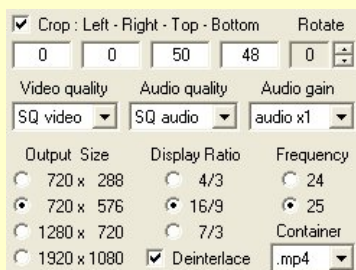 Crop : Left - Right - Top - Bottom Rotate
0 0 50 48 0
Video quality Audio quality Audio gain
SQ video SQ audio audio x1
Output Size Display Ratio Frequency
720 x 288 4/3 24
720 x 576 16/9 25
1280 x 720 7/3 Container
1920 x 1080 Deinterlace .mp4